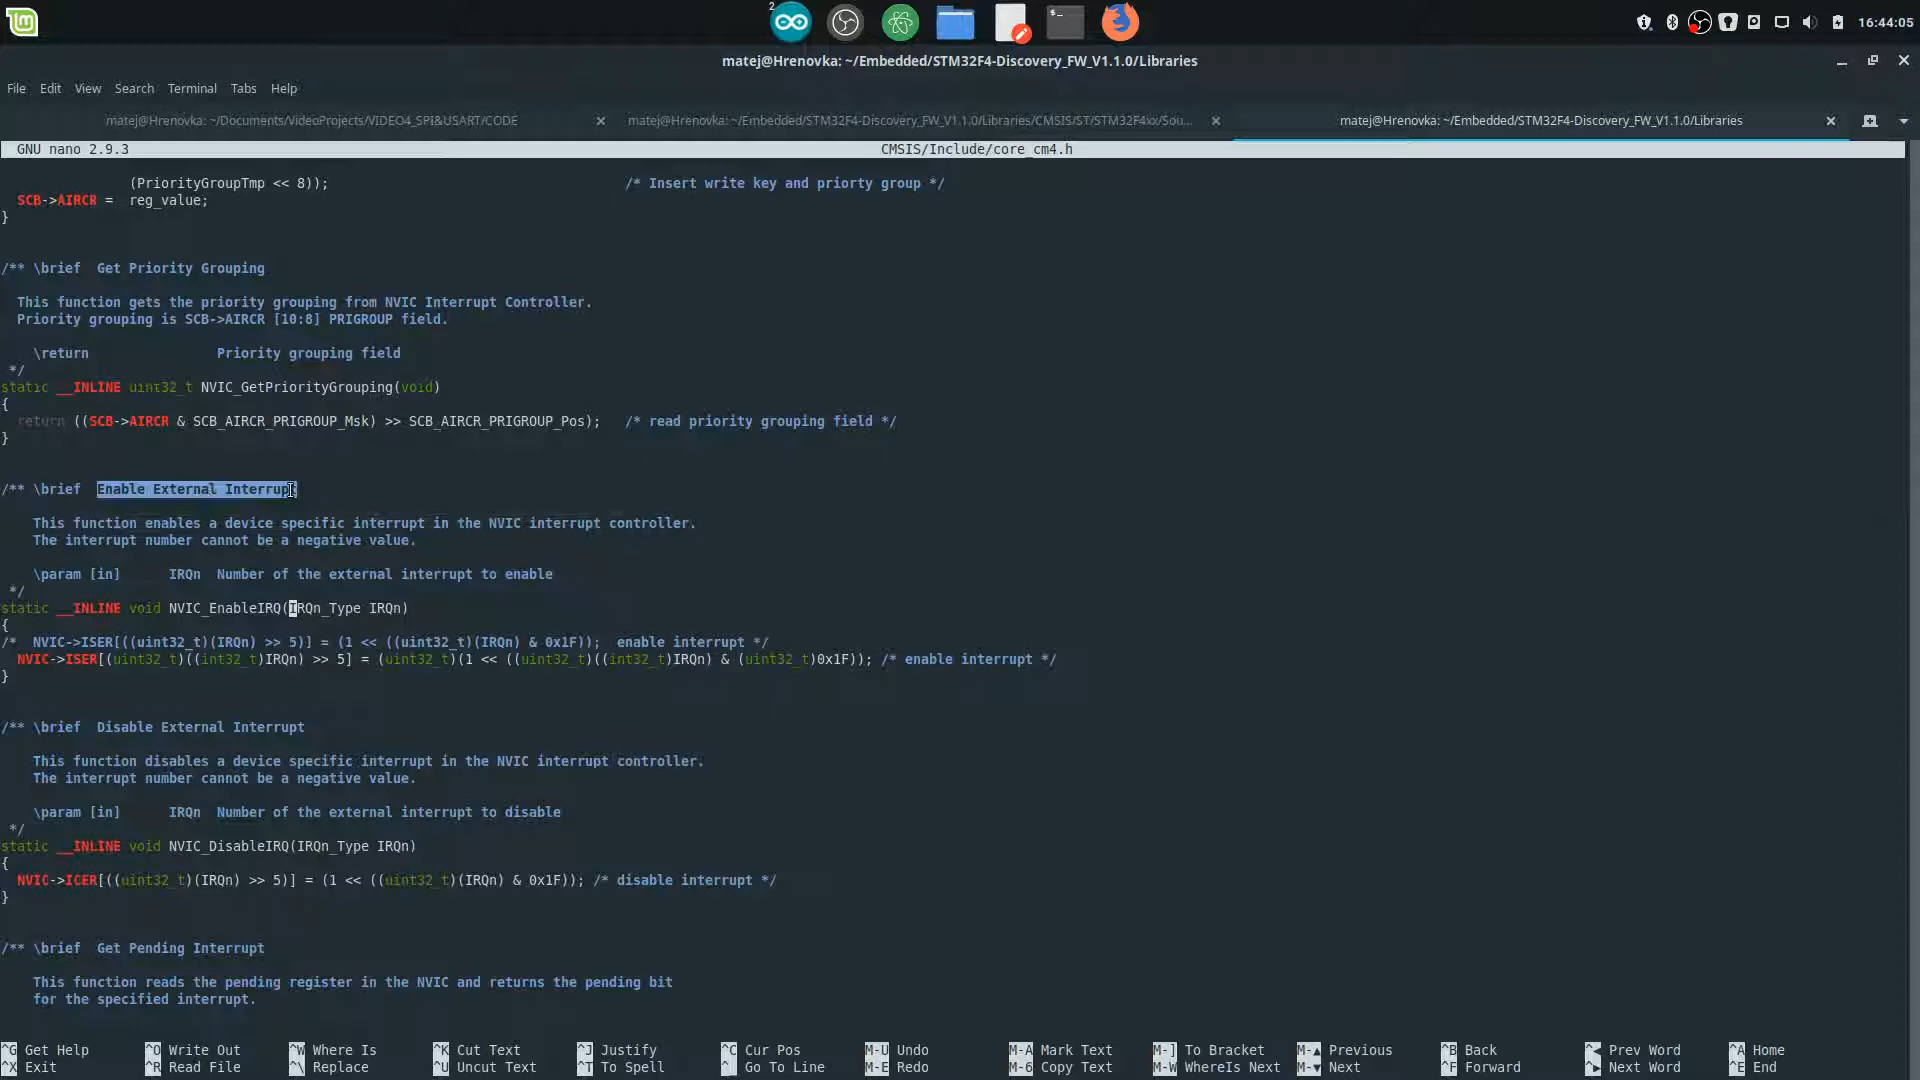 2
16:44:05
matej@Hrenovka: ~/Embedded/STM32F4-Discovery_FW_V1.1.0/Libraries
File Edit View Search Terminal Tabs Help
matej@Hrenovka: ~/Documents/VideoProjects/VIDEO4_SPI&USART/CODE
matej@Hrenovka: ~/Embedded/STM32F4-Discovery_FW_V1.1.0/Libraries/CMSIS/ST/STM32F4xx/Sou...
matej@Hrenovka: ~/Embedded/STM32F4-Discovery_FW_V1.1.0/Libraries
GNU nano 2.9.3 CMSIS/Include/core_cm4.h
(PriorityGroupTmp << 8)); /* Insert write key and priorty group */
SCB->AIRCR = reg_value;
}
/** \brief Get Priority Grouping
This function gets the priority grouping from NVIC Interrupt Controller.
Priority grouping is SCB->AIRCR [10:8] PRIGROUP field.
\return Priority grouping field
*/
static __INLINE uint32_t NVIC_GetPriorityGrouping(void)
{
return ((SCB->AIRCR & SCB_AIRCR_PRIGROUP_Msk) >> SCB_AIRCR_PRIGROUP_Pos); /* read priority grouping field */
}
/** \brief Enable External Interrupt
This function enables a device specific interrupt in the NVIC interrupt controller.
The interrupt number cannot be a negative value.
\param [in] IRQn Number of the external interrupt to enable
*/
static __INLINE void NVIC_EnableIRQ(IRQn_Type IRQn)
{
/* NVIC->ISER[((uint32_t)(IRQn) >> 5)] = (1 << ((uint32_t)(IRQn) & 0x1F)); enable interrupt */
NVIC->ISER[(uint32_t)((int32_t)IRQn) >> 5] = (uint32_t)(1 << ((uint32_t)((int32_t)IRQn) & (uint32_t)0x1F)); /* enable interrupt */
}
/** \brief Disable External Interrupt
This function disables a device specific interrupt in the NVIC interrupt controller.
The interrupt number cannot be a negative value.
\param [in] IRQn Number of the external interrupt to disable
*/
static __INLINE void NVIC_DisableIRQ(IRQn_Type IRQn)
{
NVIC->ICER[((uint32_t)(IRQn) >> 5)] = (1 << ((uint32_t)(IRQn) & 0x1F)); /* disable interrupt */
}
/** \brief Get Pending Interrupt
This function reads the pending register in the NVIC and returns the pending bit
for the specified interrupt.
^G Get Help ^O Write Out ^W Where Is ^K Cut Text ^J Justify ^C Cur Pos M-U Undo M-A Mark Text M-] To Bracket M-▲ Previous ^B Back ^◀ Prev Word ^A Home
^X Exit ^R Read File ^\ Replace ^U Uncut Text ^T To Spell ^_ Go To Line M-E Redo M-6 Copy Text M-W WhereIs Next M-▼ Next ^F Forward ^▶ Next Word ^E End